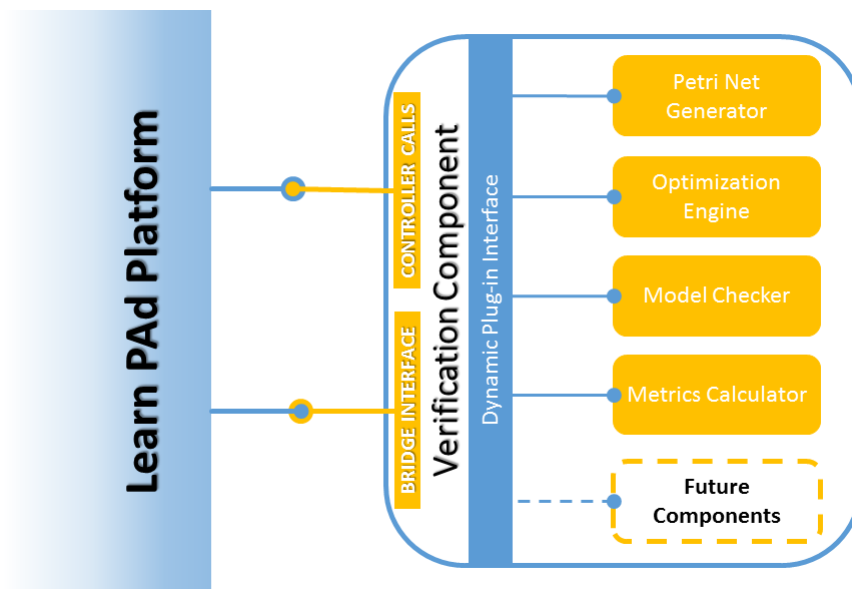 Learn PAd Platform
CONTROLLER CALLS
BRIDGE INTERFACE
Verification Component
Dynamic Plug-in Interface
Petri Net
Generator
Optimization
Engine
Model Checker
Metrics Calculator
Future
Components